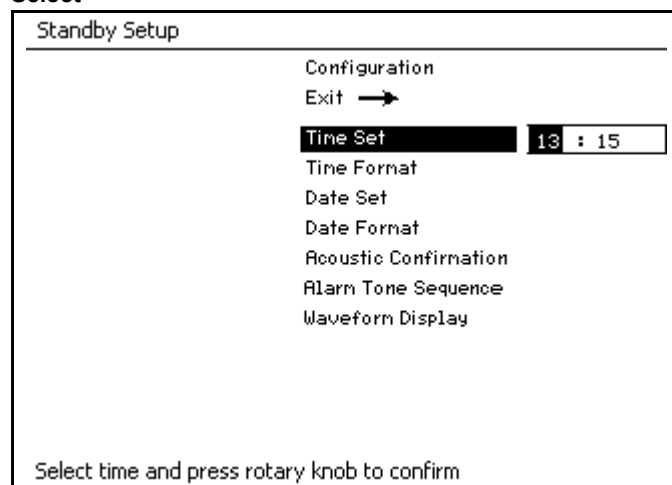 Select
Standby Setup
Configuration
Exit →
Time Set 13 : 15
Time Format
Date Set
Date Format
Acoustic Confirmation
Alarm Tone Sequence
Waveform Display
Select time and press rotary knob to confirm